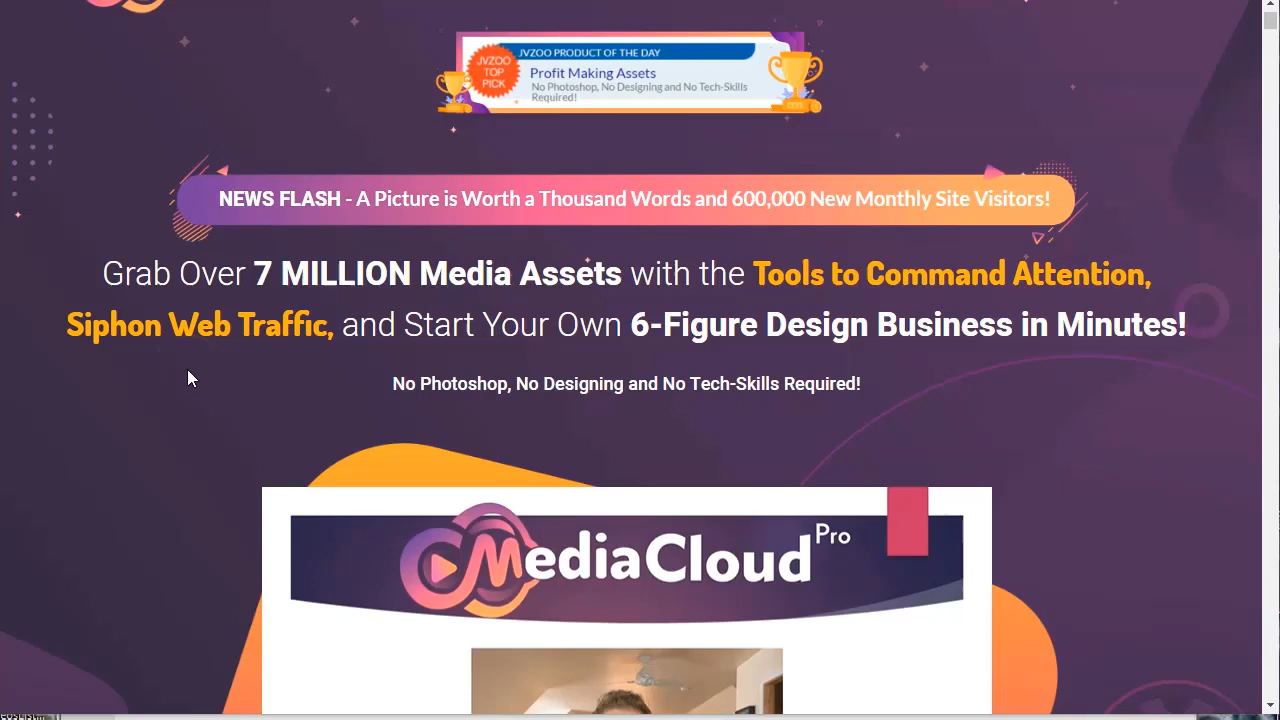 JVZOO PRODUCT OF THE DAY
JVZOO
TOP
PICK
Profit Making Assets
No Photoshop, No Designing and No Tech-Skills
Required!
NEWS FLASH - A Picture is Worth a Thousand Words and 600,000 New Monthly Site Visitors!
Grab Over 7 MILLION Media Assets with the Tools to Command Attention,
Siphon Web Traffic, and Start Your Own 6-Figure Design Business in Minutes!
No Photoshop, No Designing and No Tech-Skills Required!
MediaCloud Pro